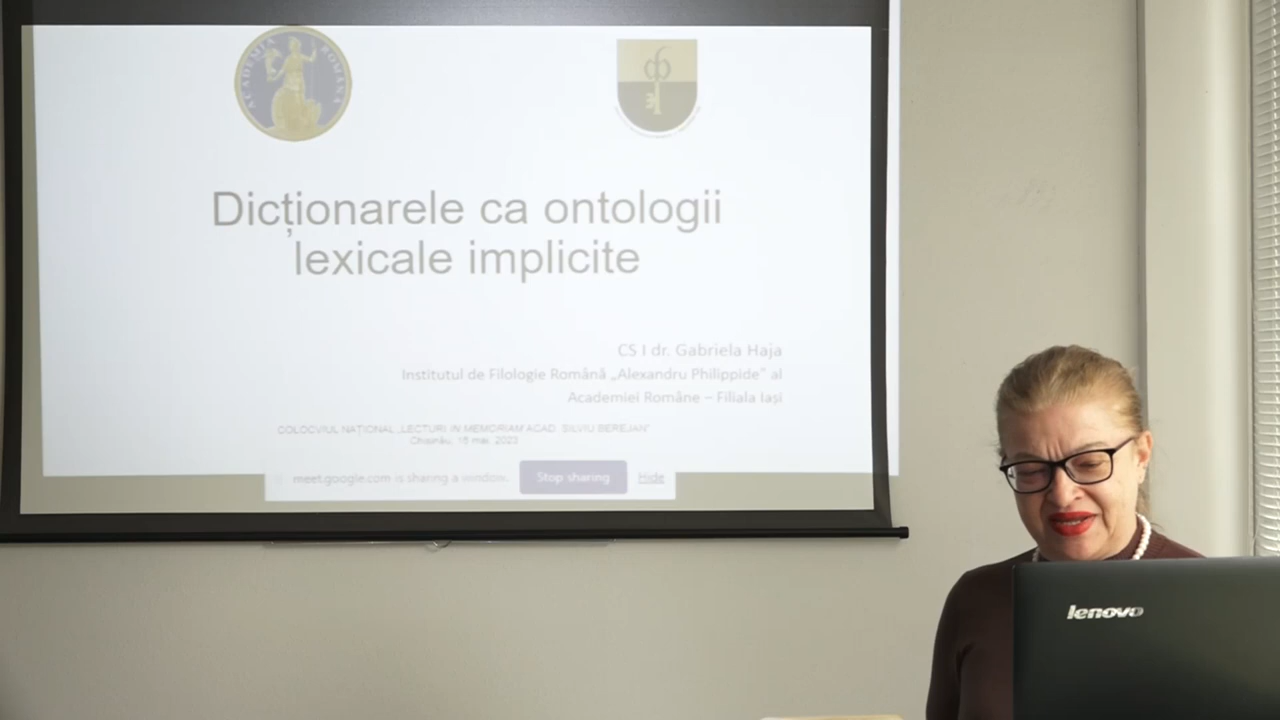 ACADEMIA ROMÂNĂ
Dicționarele ca ontologii
lexicale implicite
CS I dr. Gabriela Haja
Institutul de Filologie Română „Alexandru Philippide” al
Academiei Române – Filiala Iași
COLOCVIUL NAȚIONAL „LECTURI IN MEMORIAM ACAD. SILVIU BEREJAN”
Chișinău, 15 mai, 2023
meet.google.com is sharing a window. Stop sharing Hide
lenovo